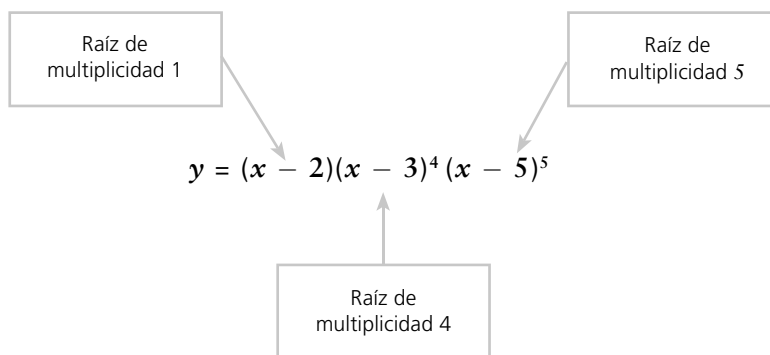 Raíz de
multiplicidad 1
Raíz de
multiplicidad 5
y = (x − 2)(x − 3)⁴ (x − 5)⁵
Raíz de
multiplicidad 4